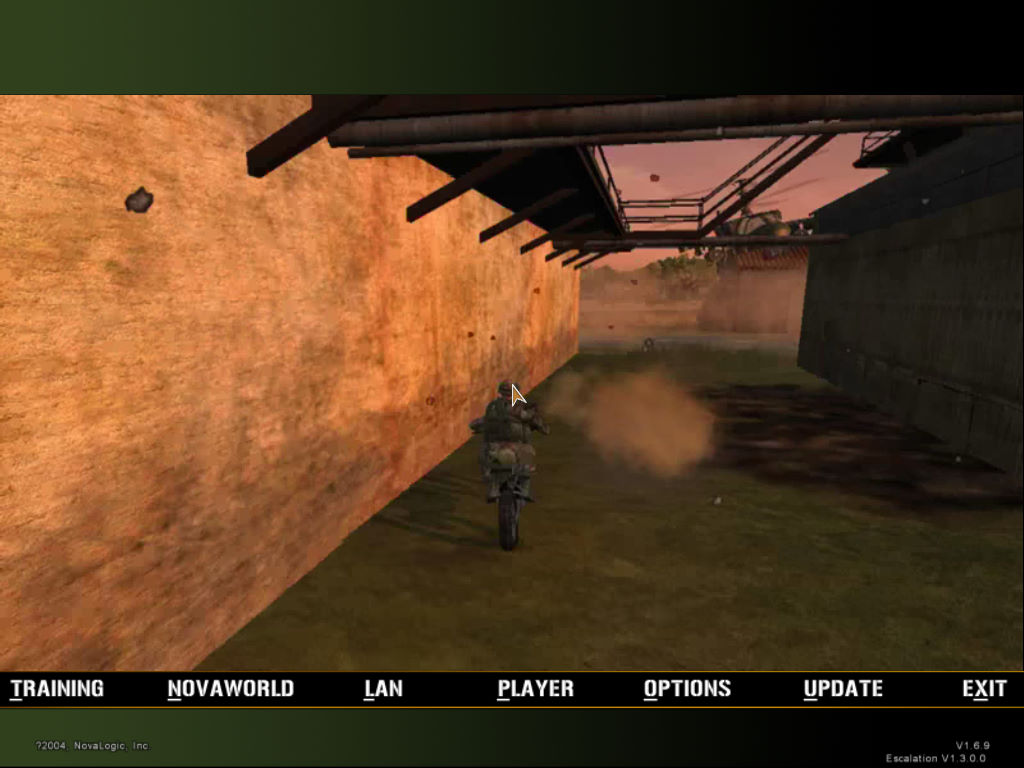 TRAINING NOVAWORLD LAN PLAYER OPTIONS UPDATE EXIT
?2004, NovaLogic, Inc.
V1.6.9
Escalation V1.3.0.0